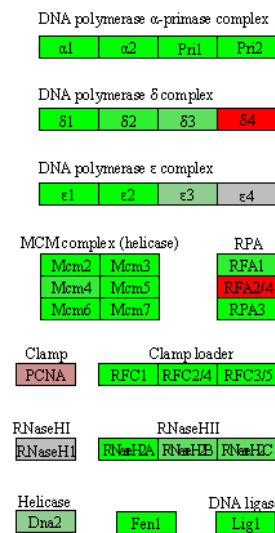 DNA polymerase α-primase complex
α1 α2 Pri1 Pri2
DNA polymerase δ complex
δ1 δ2 δ3 δ4
DNA polymerase ε complex
ε1 ε2 ε3 ε4
MCM complex (helicase) RPA
Mcm2 Mcm3 RFA1
Mcm4 Mcm5 RFA2/4
Mcm6 Mcm7 RPA3
Clamp Clamp loader
PCNA RFC1 RFC2/4 RFC3/5
RNaseHI RNaseHII
RNaseH1 RNaseH2A RNaseH2B RNaseH2C
Helicase DNA ligase
Dna2 Fen1 Lig1